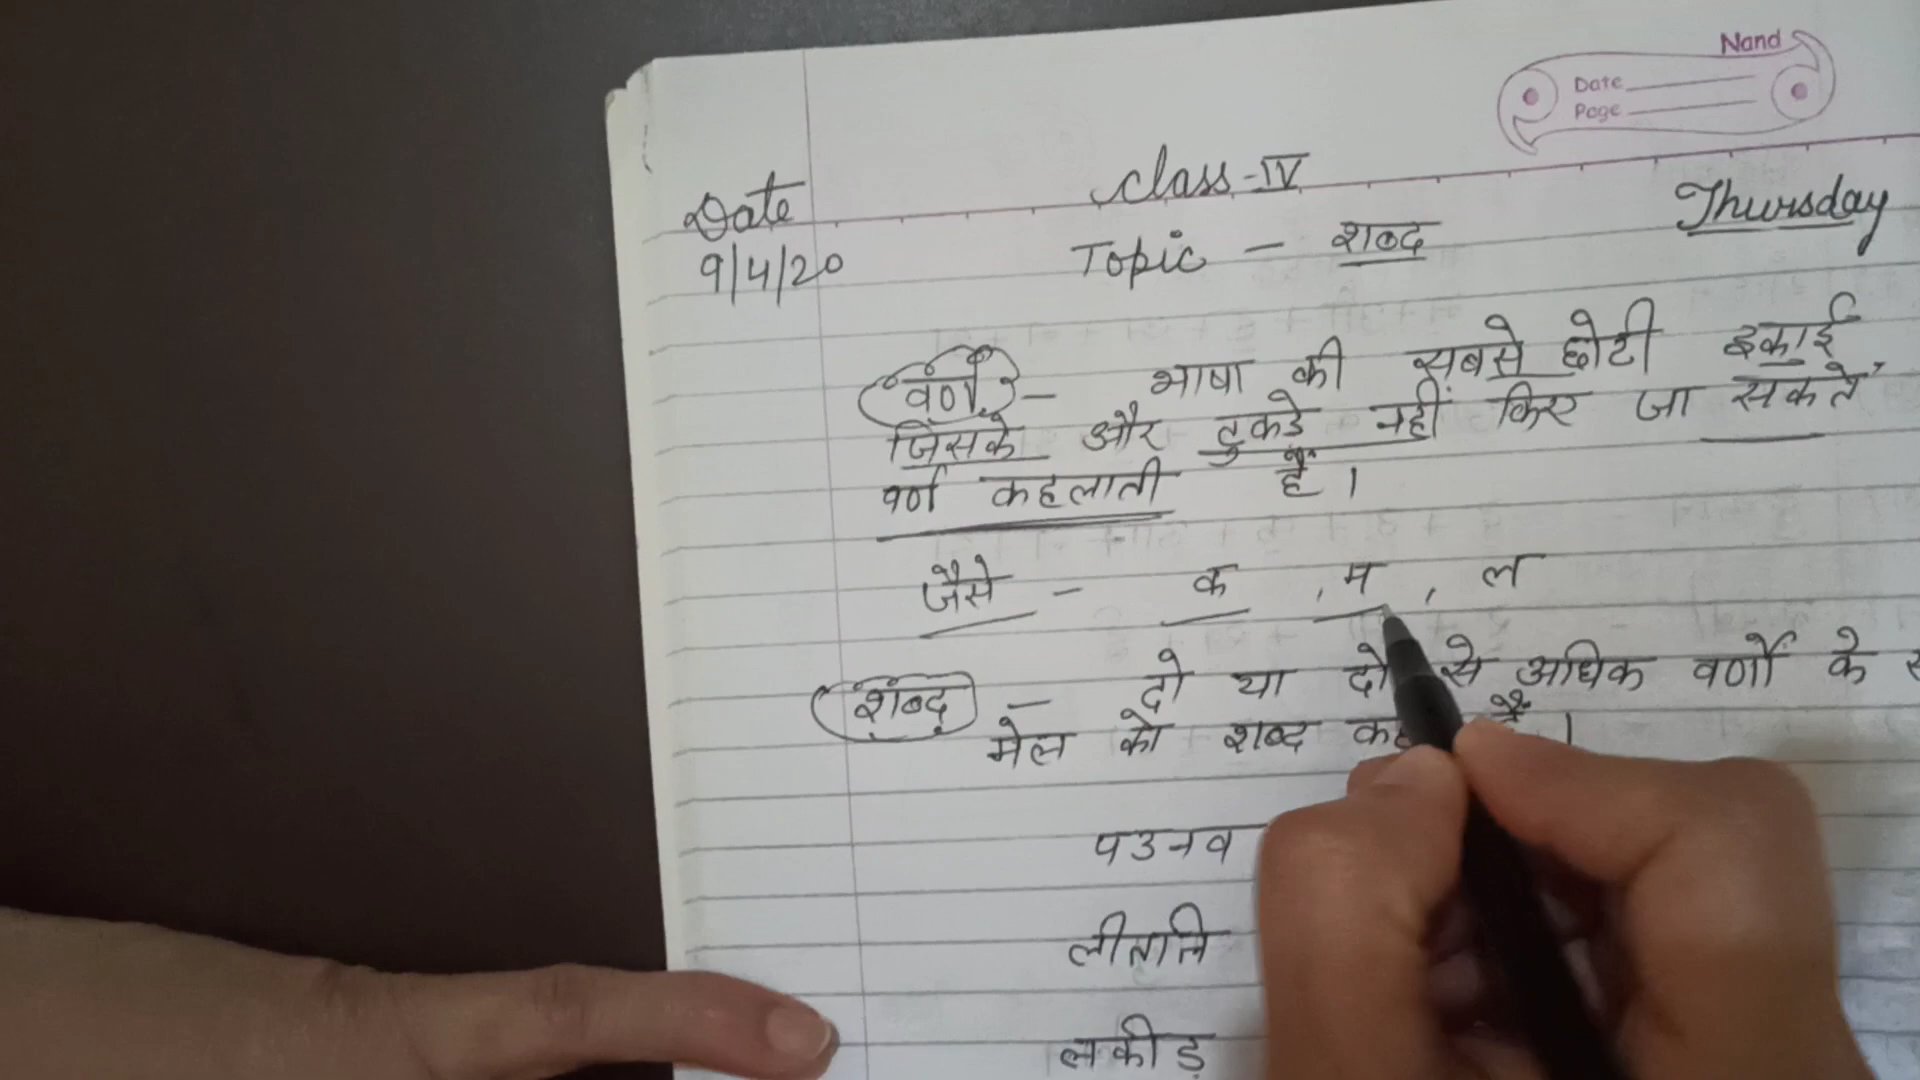 Nand
Date
Page
Date
Class-IV
Thursday
9/4/20
Topic - शब्द
वर्ण - भाषा की सबसे छोटी इकाई
जिसके और टुकडे नहीं किए जा सकते
वर्ण कहलाती हैं।
जैसे - क , म , ल
शब्द - दो या दो से अधिक वर्णों के
मेल को शब्द हैं।
पउनव
लीतालि
लकीड़